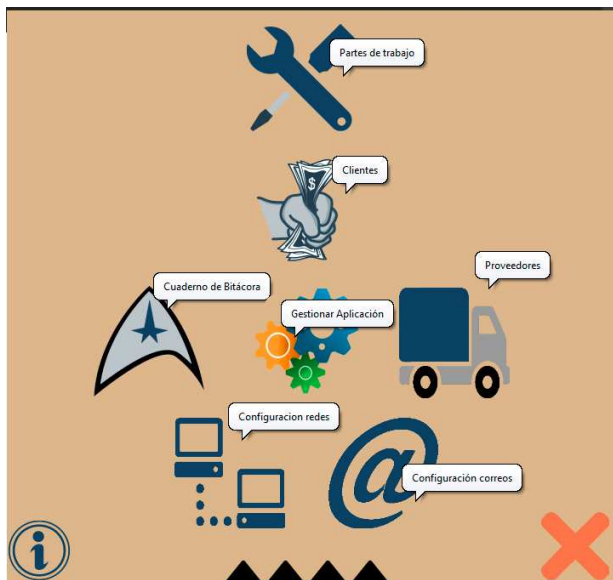 Partes de trabajo
$
Clientes
Proveedores
Cuaderno de Bitácora
Gestionar Aplicación
Configuracion redes
@
Configuración correos
i